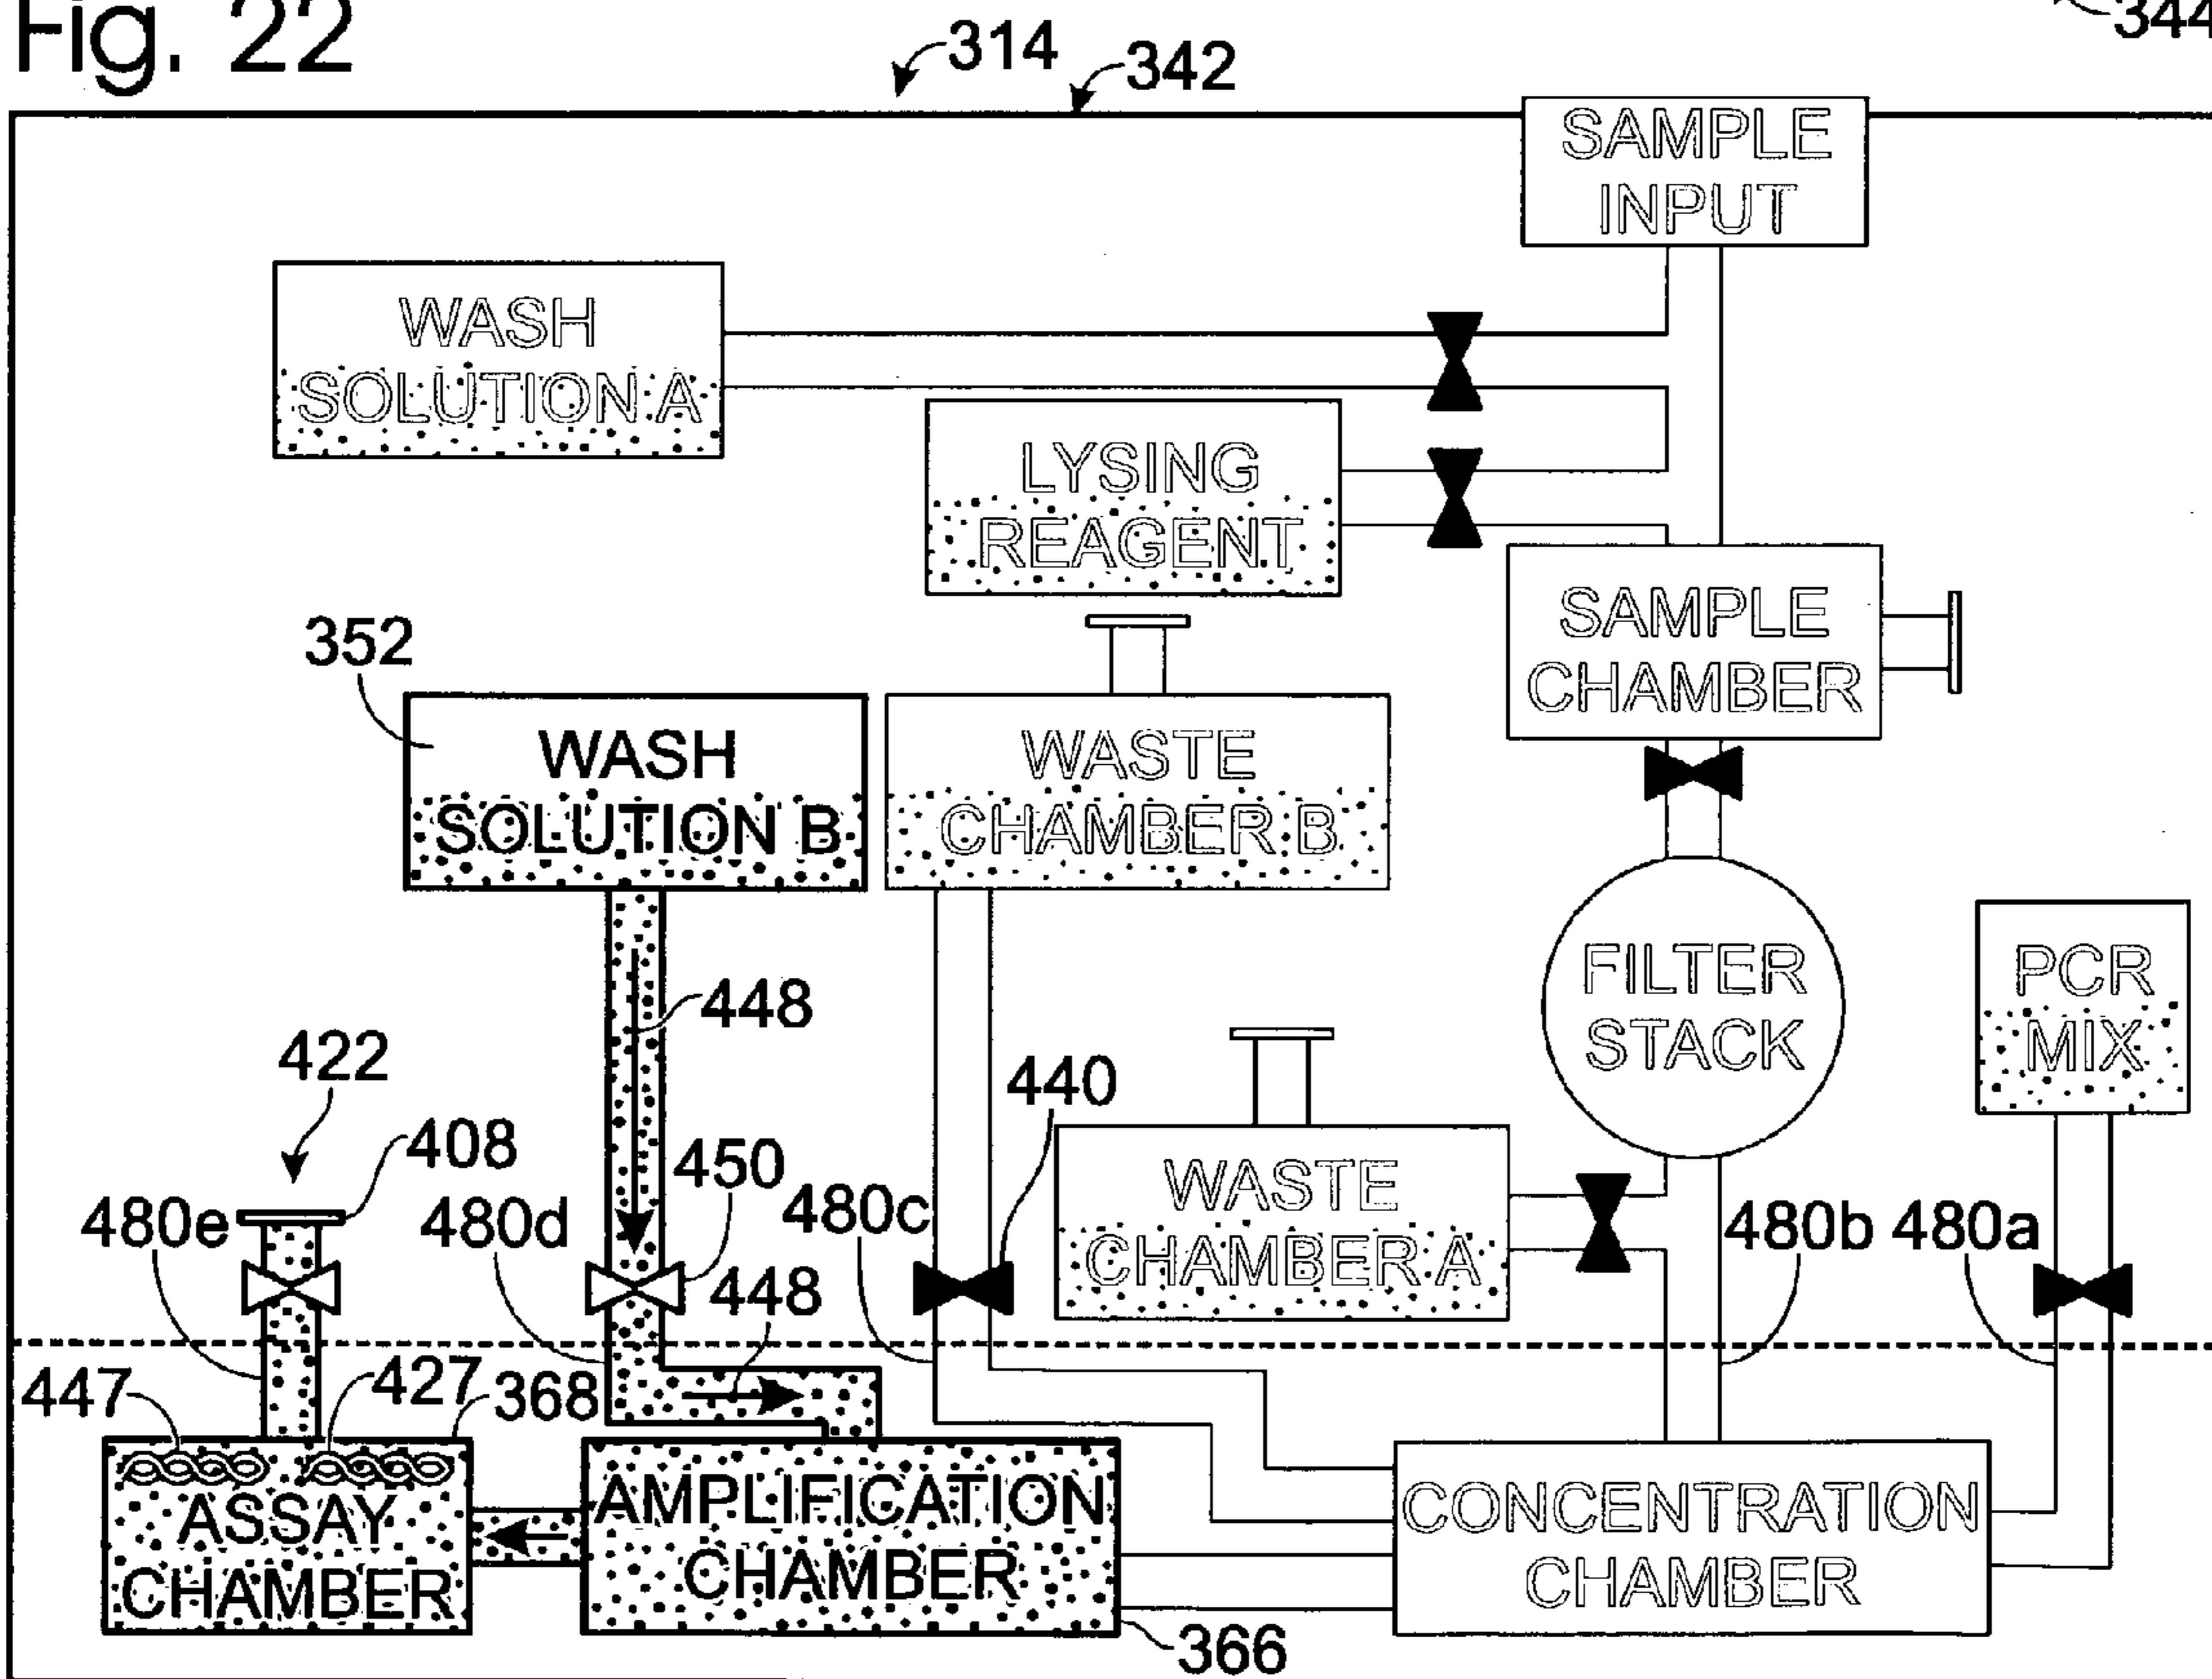 Fig. 22
344
314
342
SAMPLE
INPUT
WASH
SOLUTION A
LYSING
REAGENT
SAMPLE
CHAMBER
352
WASH
SOLUTION B
WASTE
CHAMBER B
FILTER
STACK
PCR
MIX
448
422
440
408
450
WASTE
CHAMBER A
480e
480d
480c
480b
480a
448
447
427
368
ASSAY
CHAMBER
AMPLIFICATION
CHAMBER
CONCENTRATION
CHAMBER
366